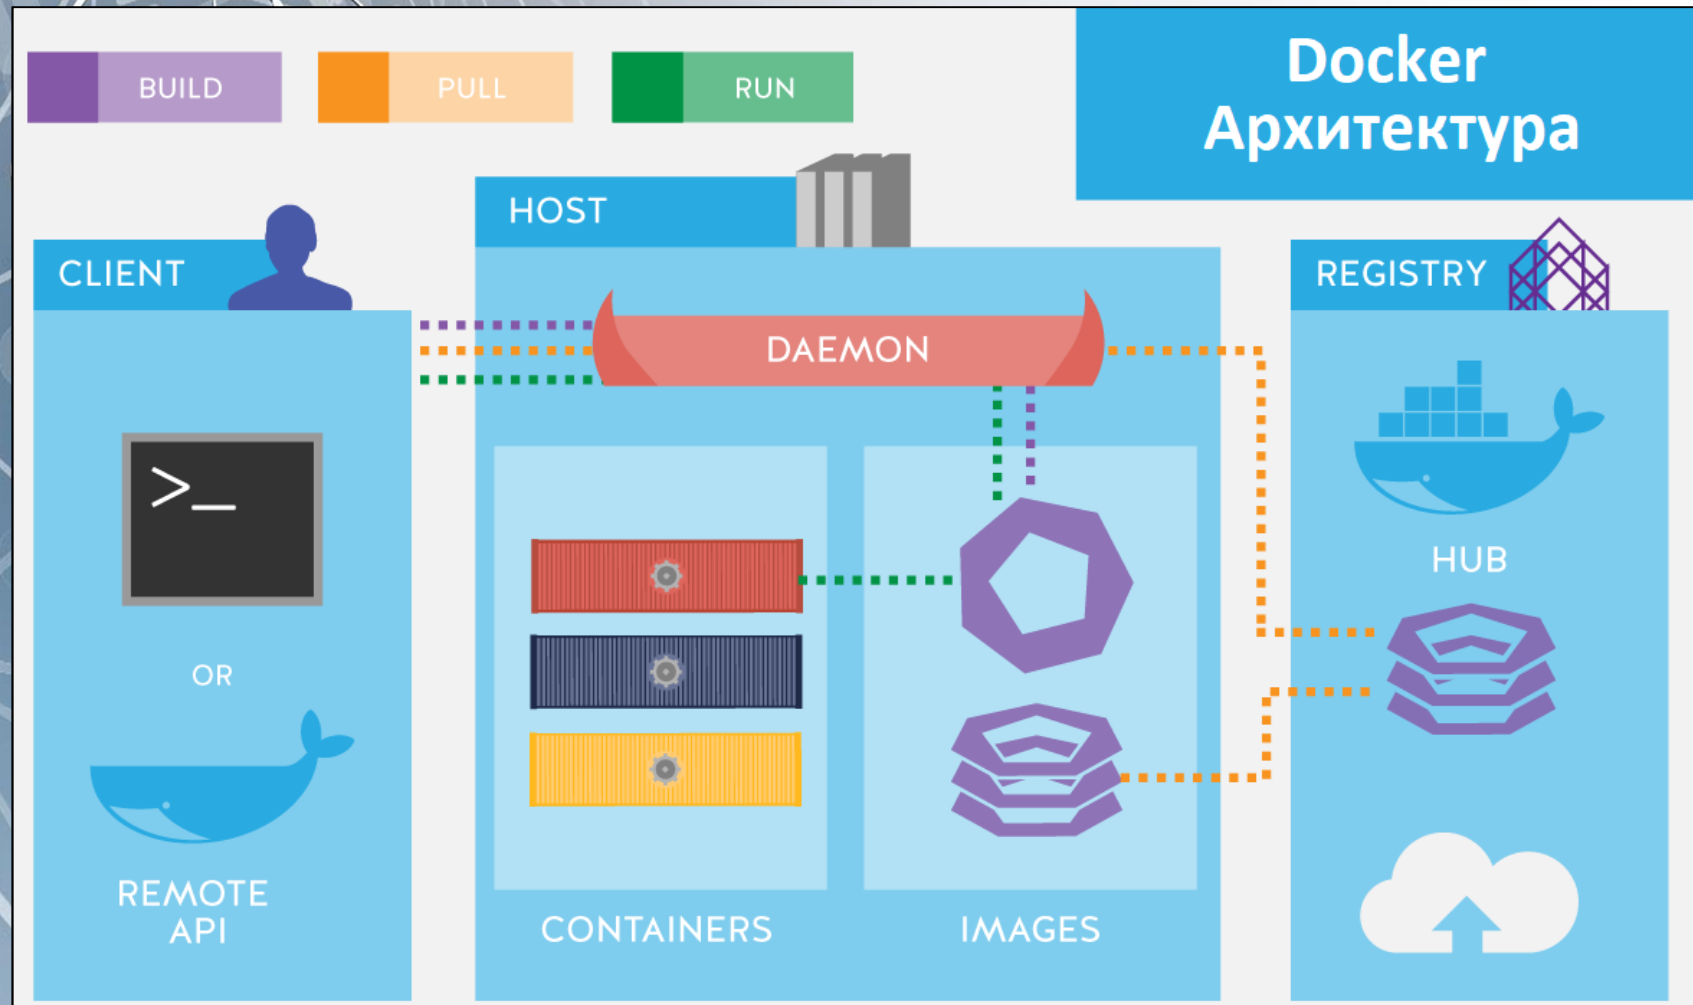 BUILD
PULL
RUN
Docker
Архитектура
CLIENT
HOST
REGISTRY
DAEMON
>_
OR
REMOTE
API
CONTAINERS
IMAGES
HUB